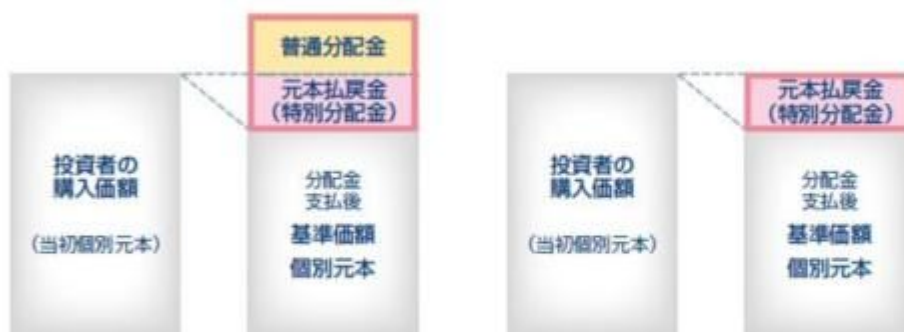 普通分配金
元本払戻金
（特別分配金）
投資者の
購入価額
（当初個別元本）
分配金
支払後
基準価額
個別元本
元本払戻金
（特別分配金）
投資者の
購入価額
（当初個別元本）
分配金
支払後
基準価額
個別元本